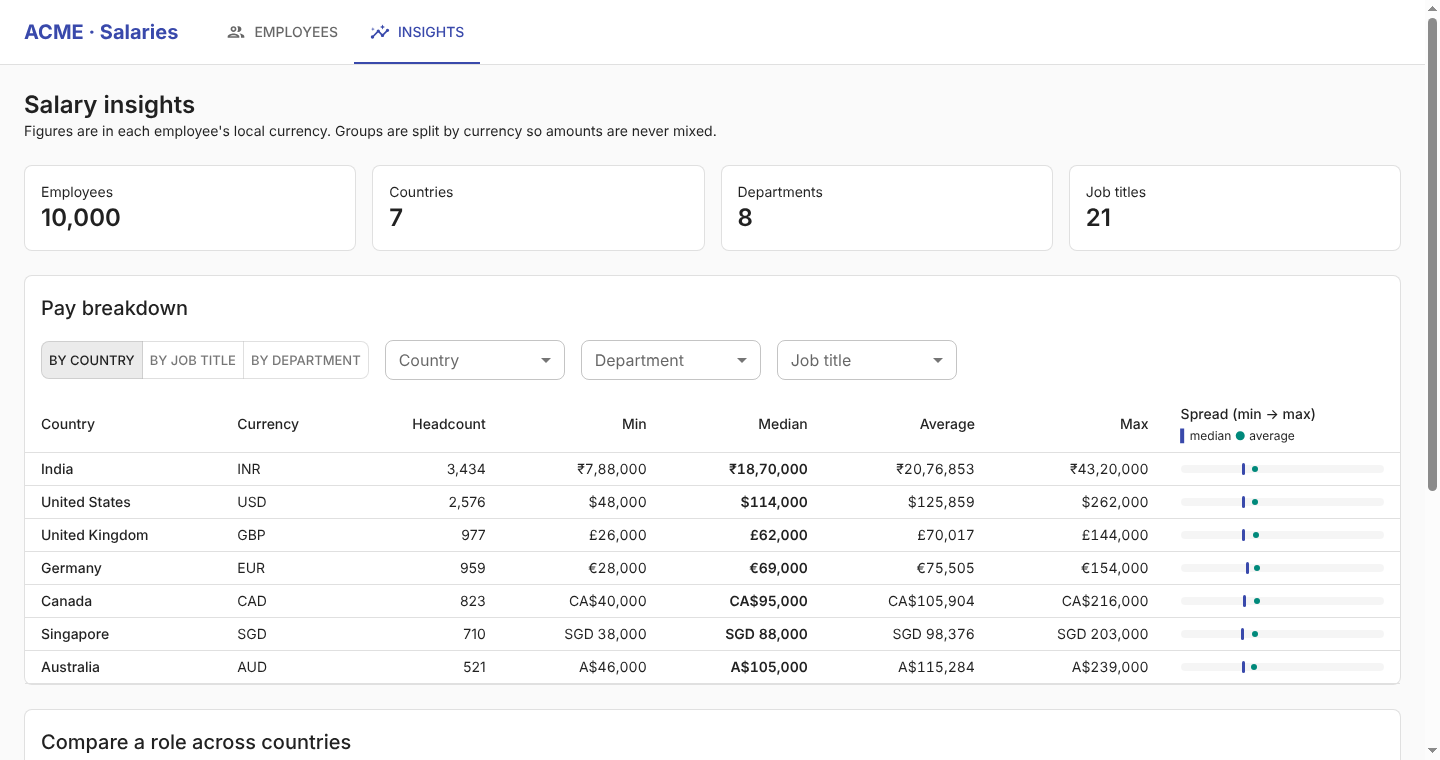 ACME · Salaries EMPLOYEES INSIGHTS
Salary insights
Figures are in each employee's local currency. Groups are split by currency so amounts are never mixed.
Employees Countries Departments Job titles
10,000 7 8 21
Pay breakdown
BY COUNTRY BY JOB TITLE BY DEPARTMENT Country Department Job title
Country Currency Headcount Min Median Average Max Spread (min → max)
median average
India INR 3,434 ₹7,88,000 ₹18,70,000 ₹20,76,853 ₹43,20,000
United States USD 2,576 $48,000 $114,000 $125,859 $262,000
United Kingdom GBP 977 £26,000 £62,000 £70,017 £144,000
Germany EUR 959 €28,000 €69,000 €75,505 €154,000
Canada CAD 823 CA$40,000 CA$95,000 CA$105,904 CA$216,000
Singapore SGD 710 SGD 38,000 SGD 88,000 SGD 98,376 SGD 203,000
Australia AUD 521 A$46,000 A$105,000 A$115,284 A$239,000
Compare a role across countries